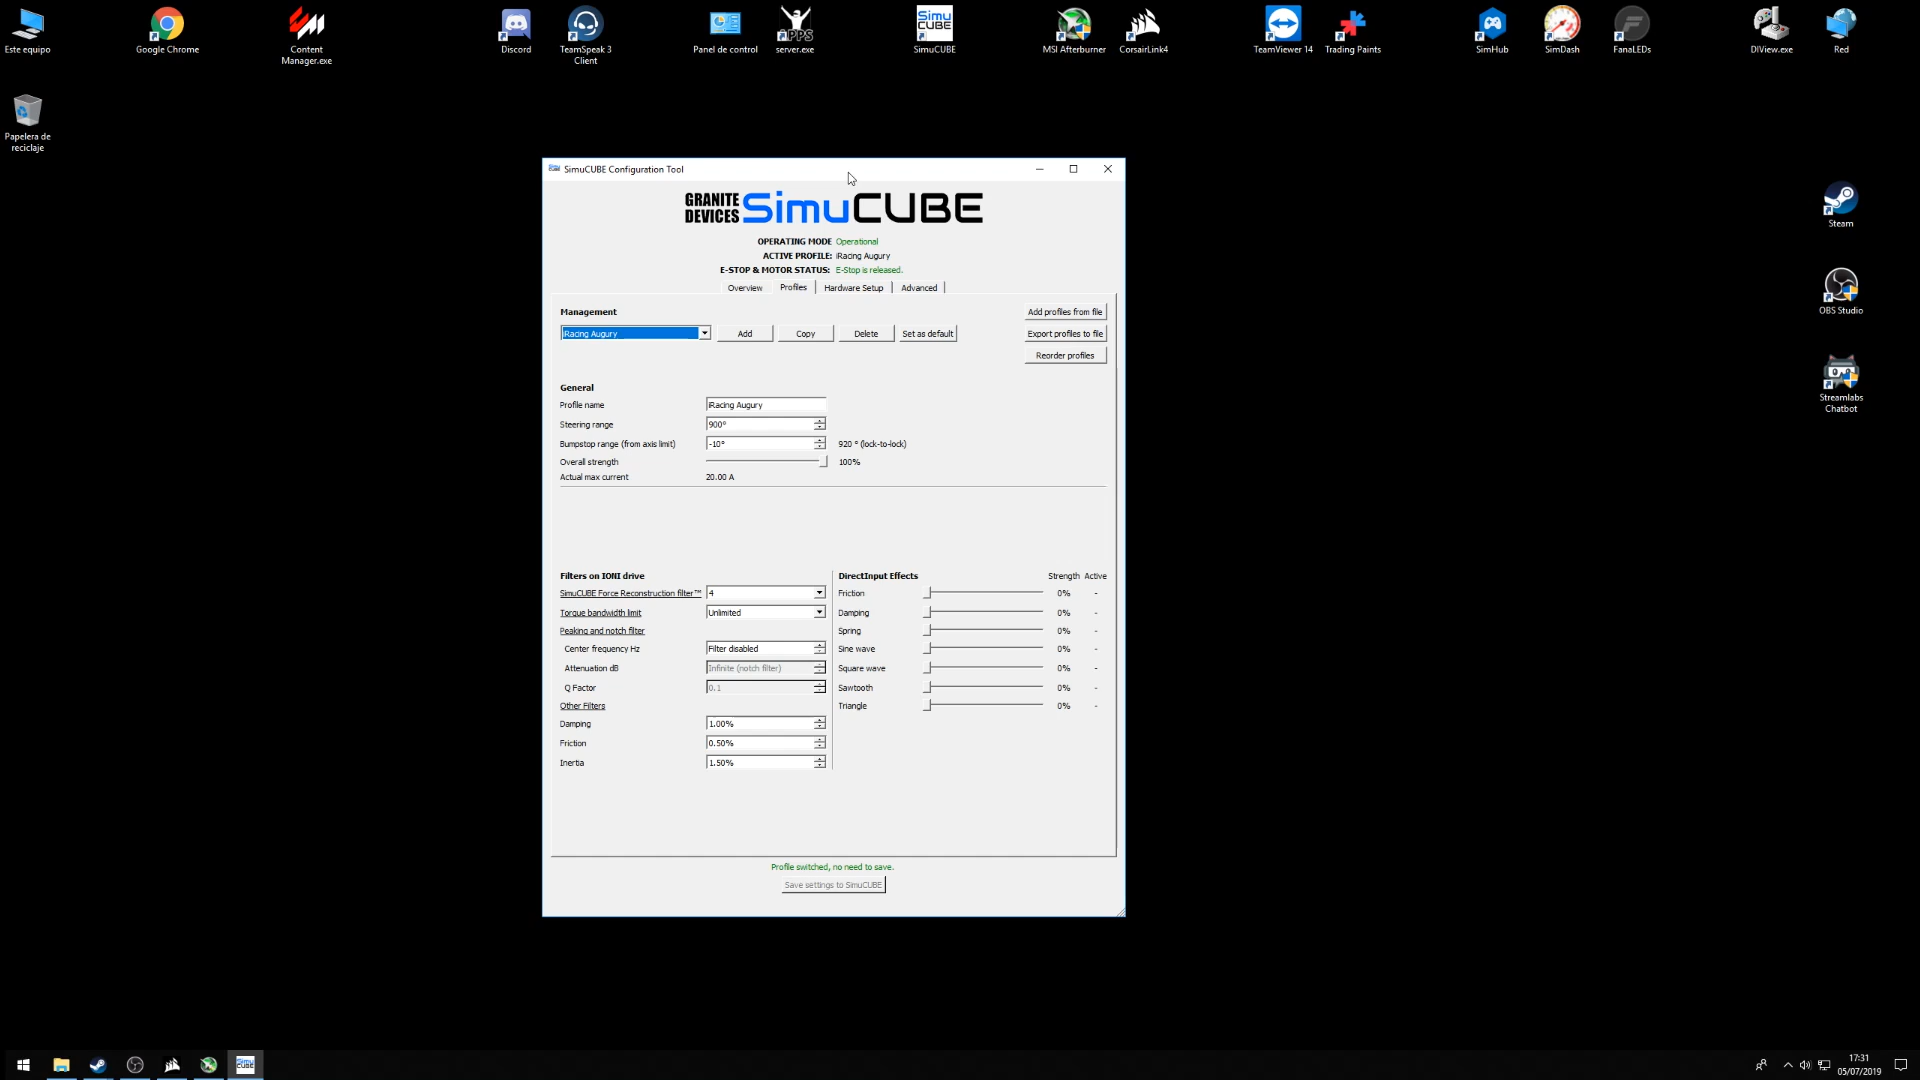 Este equipo
Google Chrome
Content
Manager.exe
Discord
TeamSpeak 3
Client
Panel de control
APPS
server.exe
Simu
CUBE
SimuCUBE
MSI Afterburner
CorsairLink4
TeamViewer 14
Trading Paints
SimHub
SimDash
FanaLEDs
DIView.exe
Red
Papelera de
reciclaje
Steam
OBS Studio
Streamlabs
Chatbot
SimuCUBE Configuration Tool
GRANITE
DEVICES SimuCUBE
OPERATING MODE Operational
ACTIVE PROFILE: iRacing Augury
E-STOP & MOTOR STATUS: E-Stop is released.
Overview Profiles Hardware Setup Advanced
Management
Add profiles from file
iRacing Augury Add Copy Delete Set as default Export profiles to file
Reorder profiles
General
Profile name iRacing Augury
Steering range 900°
Bumpstop range (from axis limit) -10° 920 ° (lock-to-lock)
Overall strength 100%
Actual max current 20.00 A
Filters on IONI drive DirectInput Effects Strength Active
SimuCUBE Force Reconstruction filter™ 4 Friction 0% -
Torque bandwidth limit Unlimited Damping 0% -
Peaking and notch filter Spring 0% -
Center frequency Hz Filter disabled Sine wave 0% -
Attenuation dB Infinite (notch filter) Square wave 0% -
Q Factor 0.1 Sawtooth 0% -
Other Filters Triangle 0% -
Damping 1.00%
Friction 0.50%
Inertia 1.50%
Profile switched, no need to save.
Save settings to SimuCUBE
Simu
CUBE
17:31
05/07/2019